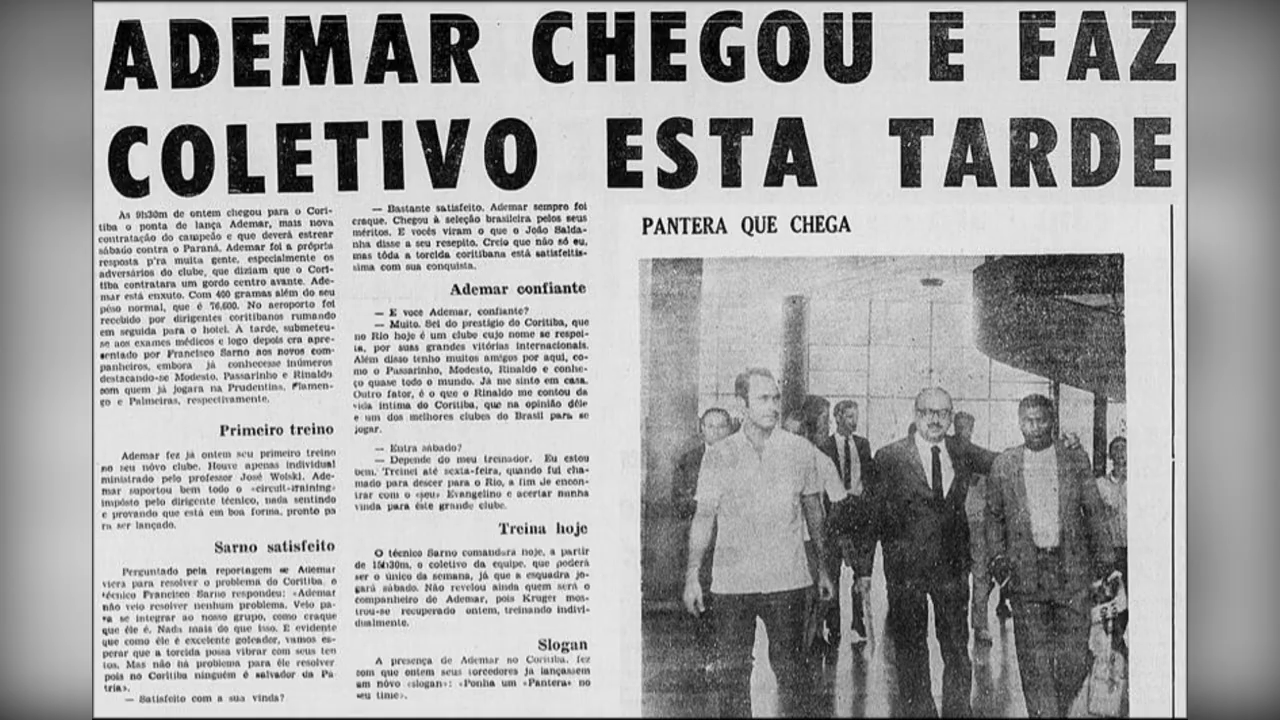 ADEMAR CHEGOU E FAZ
COLETIVO ESTA TARDE
As 9h30m de ontem chegou para o Cori-
tiba o ponta de lança Ademar, mais nova
contratação do campeão e que deverá estrear
sábado contra o Paraná. Ademar foi a própria
resposta p'ra muita gente, especialmente os
adversários do clube, que diziam que o Cori-
tiba contratara um gordo centro avante. Ade-
mar está enxuto. Com 400 gramas além do seu
pêso normal, que é 76,600. No aeroporto foi
recebido por dirigentes coritibanos rumando
em seguida para o hotel. A tarde, submeteu-
se aos exames médicos e logo depois era apre-
sentado por Francisco Sarno aos novos com-
panheiros, embora já conhecesse inúmeros
destacando-se Modesto, Passarinho e Rinaldo
com quem já jogara na Prudentina, Flamen-
go e Palmeiras, respectivamente.
Primeiro treino
Ademar fez já ontem seu primeiro treino
no seu nôvo clube. Houve apenas individual
ministrado pelo professor José Wolski. Ade-
mar suportou bem todo o «circuit-training»
impôsto pelo dirigente técnico, nada sentindo
e provando que está em boa forma, pronto pa
ra ser lançado.
Sarno satisfeito
Perguntado pela reportagem se Ademar
viera para resolver o problema do Coritiba, o
técnico Francisco Sarno respondeu: «Ademar
não veio resolver nenhum problema. Veio pa-
ra se integrar ao nosso grupo, como craque
que êle é. Nada mais do que isso. E evidente
que como êle é excelente goleador, vamos es-
perar que a torcida possa vibrar com seus ten
tos. Mas não há problema para êle resolver
pois no Coritiba ninguém é salvador da Pá-
tria».
— Satisfeito com a sua vinda?
— Bastante satisfeito. Ademar sempre foi
craque. Chegou à seleção brasileira pelos seus
méritos. E vocês viram o que o João Salda-
nha disse a seu resepito. Creio que não só eu,
mas tôda a torcida coritibana está satisfeitís-
sima com sua conquista.
Ademar confiante
— E você Ademar, confiante?
— Muito. Sei do prestígio do Coritiba, que
no Rio hoje é um clube cujo nome se respei-
ta, por suas grandes vitórias internacionais.
Além disso tenho muitos amigos por aqui, co-
mo o Passarinho, Modesto, Rinaldo e conhe-
ço quase todo o mundo. Já me sinto em casa.
Outro fator, é o que o Rinaldo me contou da
vida íntima do Coritiba, que na opinião dêle
e um dos melhores clubes do Brasil para se
jogar.
— Entra sábado?
— Depende do meu treinador. Eu estou
bem. Treinei até sexta-feira, quando fui cha-
mado para descer para o Rio, a fim de encon-
trar com o «seu» Evangelino e acertar minha
vinda para êste grande clube.
Treina hoje
O técnico Sarno comandará hoje, a partir
de 15h30m, o coletivo da equipe, que poderá
ser o único da semana, já que a esquadra jo-
gará sábado. Não revelou ainda quem será o
companheiro de Ademar, pois Kruger mos-
trou-se recuperado ontem, treinando indivi-
dualmente.
Slogan
A presença de Ademar no Coritiba, fez
com que ontem seus torcedores já lançassem
um nôvo «slogan»: «Ponha um «Pantera» no
seu time».
PANTERA QUE CHEGA